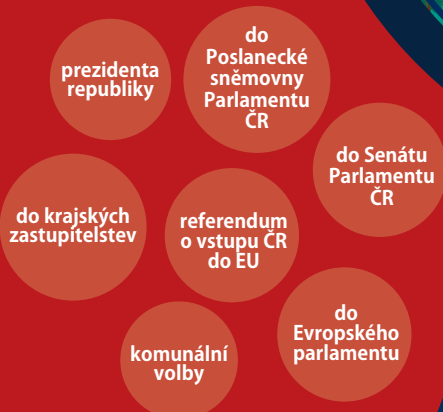 prezidenta
republiky
do
Poslanecké
sněmovny
Parlamentu
ČR
do Senátu
Parlamentu
ČR
do krajských
zastupitelstev
referendum
o vstupu ČR
do EU
do
Evropského
parlamentu
komunální
volby